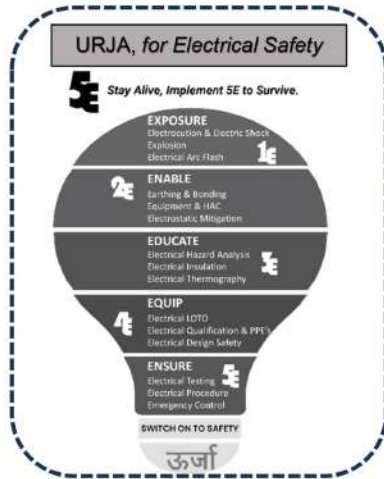 URJA, for Electrical Safety
5E Stay Alive, Implement 5E to Survive.
EXPOSURE
Electrocution & Electric Shock
Explosion
Electrical Arc Flash
1E
2E
ENABLE
Earthing & Bonding
Equipment & HAC
Electrostatic Mitigation
EDUCATE
Electrical Hazard Analysis
Electrical Insulation
Electrical Thermography
3E
4E
EQUIP
Electrical LOTO
Electrical Qualification & PPE's
Electrical Design Safety
ENSURE
Electrical Testing
Electrical Procedure
Emergency Control
5E
SWITCH ON TO SAFETY
ऊर्जा